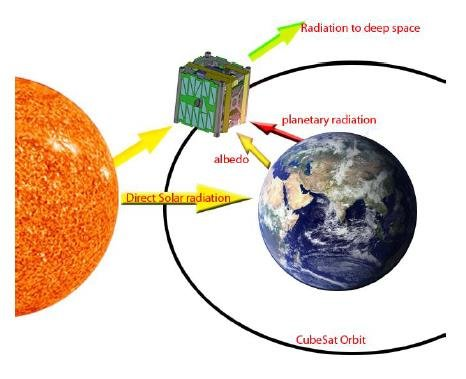 Radiation to deep space
planetary radiation
albedo
Direct Solar radiation
CubeSat Orbit